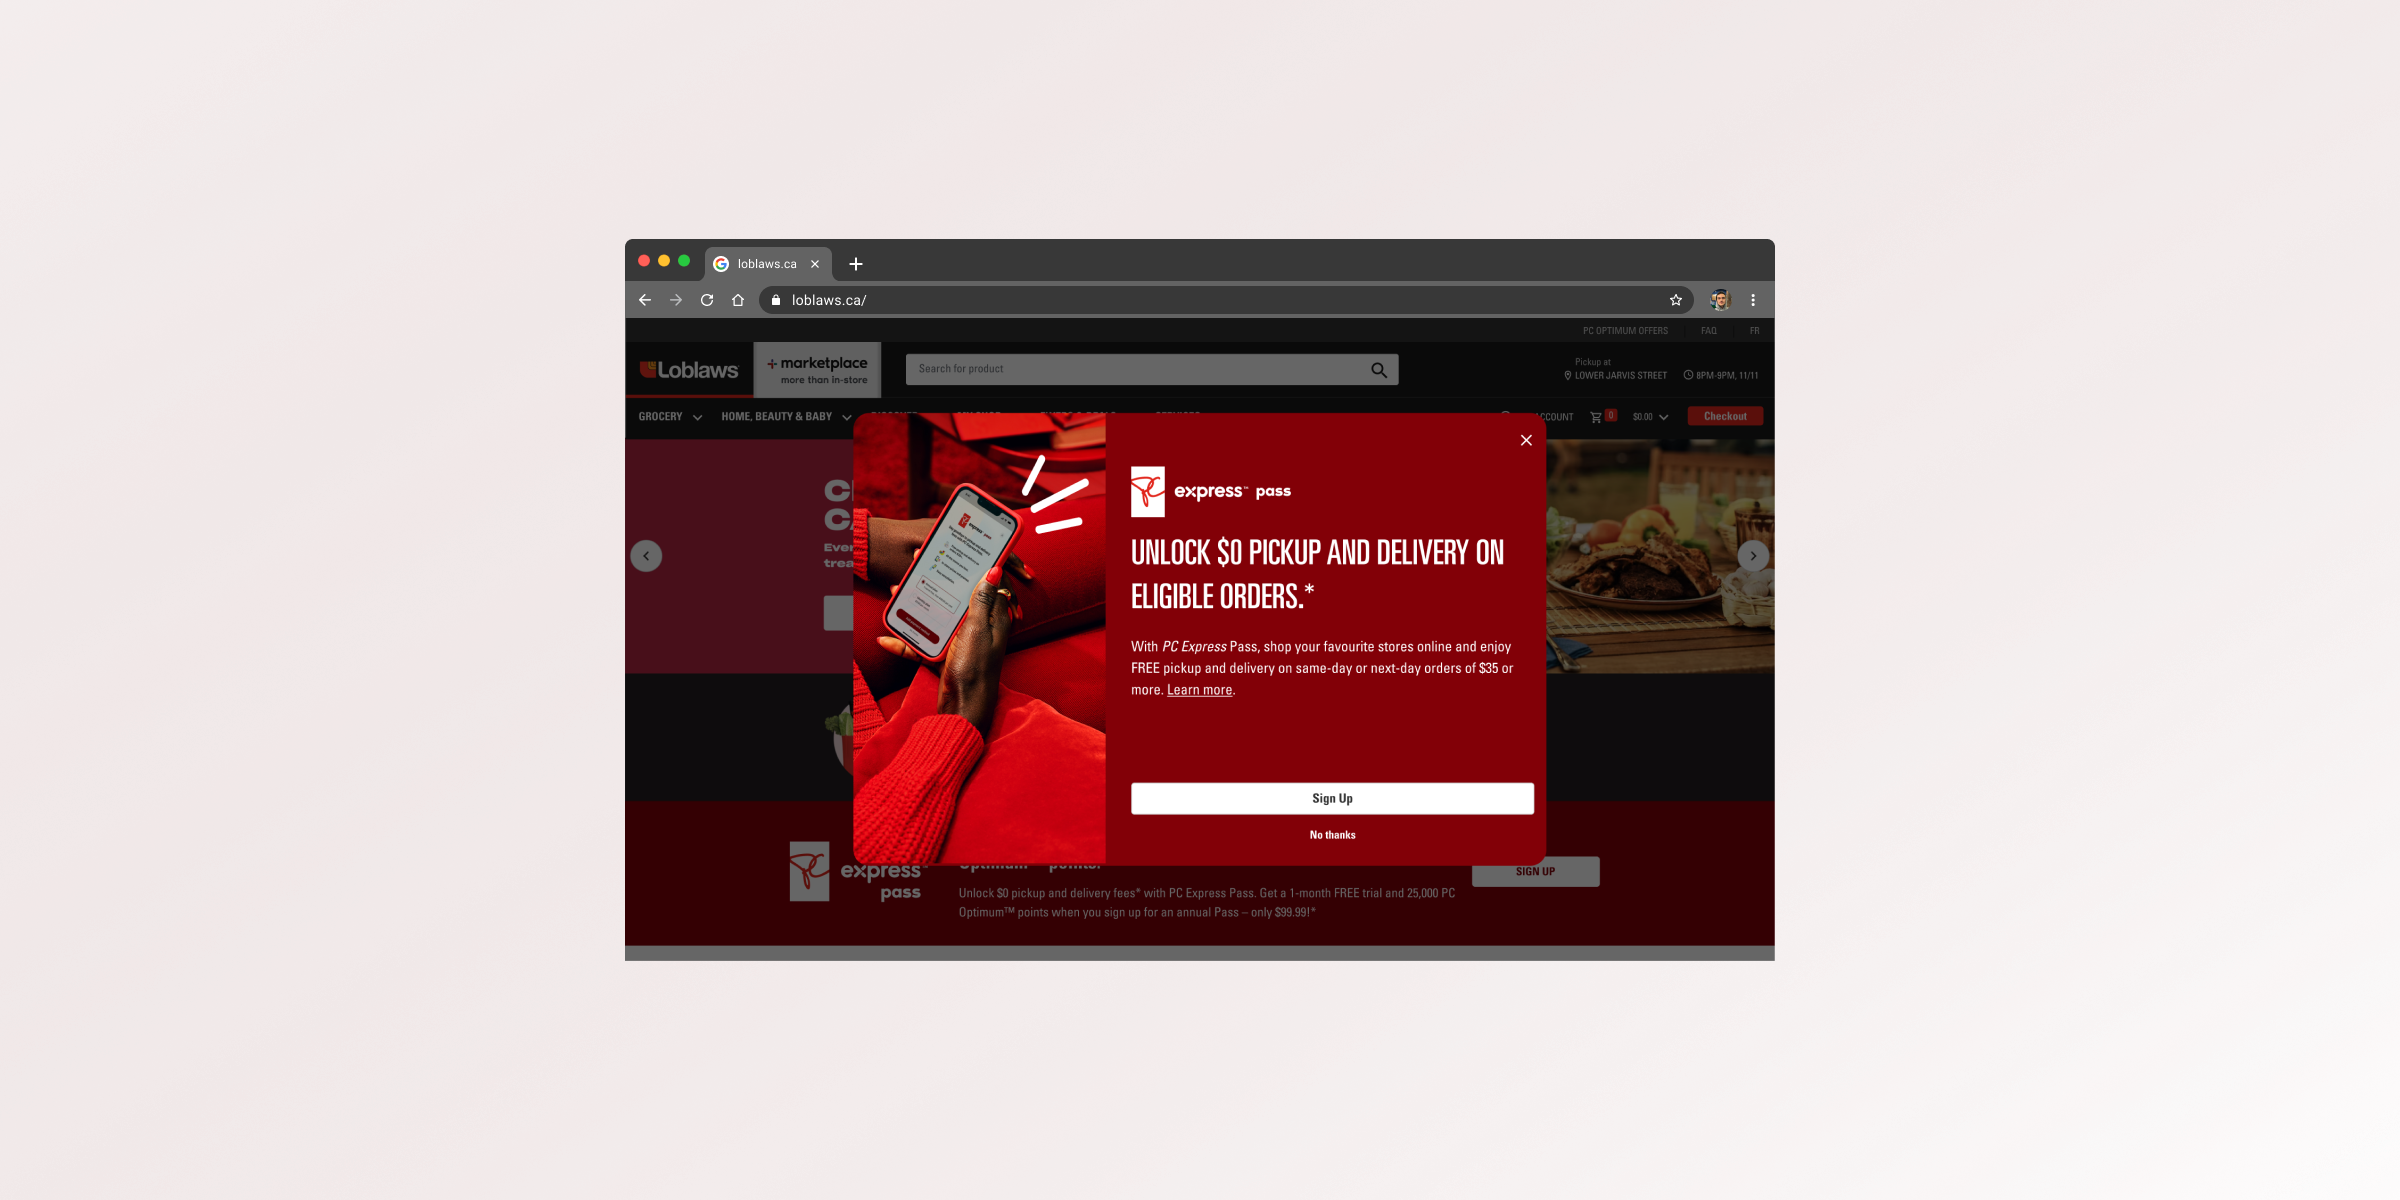 loblaws.ca
loblaws.ca/
PC OPTIMUM OFFERS FAQ FR
Loblaws
+ marketplace
more than in-store
Search for product
Pickup at
LOWER JARVIS STREET 8PM-9PM, 11/11
GROCERY HOME, BEAUTY & BABY
0 $0.00 Checkout
express™ pass
UNLOCK $0 PICKUP AND DELIVERY ON
ELIGIBLE ORDERS.*
With PC Express Pass, shop your favourite stores online and enjoy
FREE pickup and delivery on same-day or next-day orders of $35 or
more. Learn more.
Sign Up
No thanks
express™
pass
Unlock $0 pickup and delivery fees* with PC Express Pass. Get a 1-month FREE trial and 25,000 PC
Optimum™ points when you sign up for an annual Pass – only $99.99!*
SIGN UP